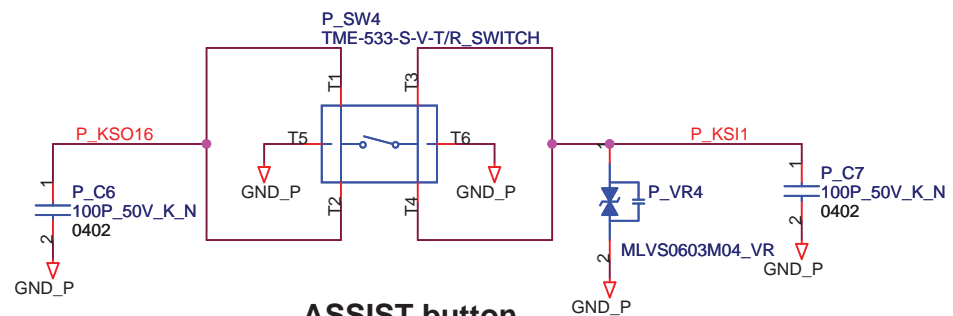 P_SW4
TME-533-S-V-T/R_SWITCH
T1
T3
P_KSO16
T5
T6
P_KSI1
GND_P
GND_P
T2
T4
1
P_C6
100P_50V_K_N
0402
2
GND_P
1
P_VR4
2
MLVS0603M04_VR
GND_P
1
P_C7
100P_50V_K_N
0402
2
GND_P
ASSIST button